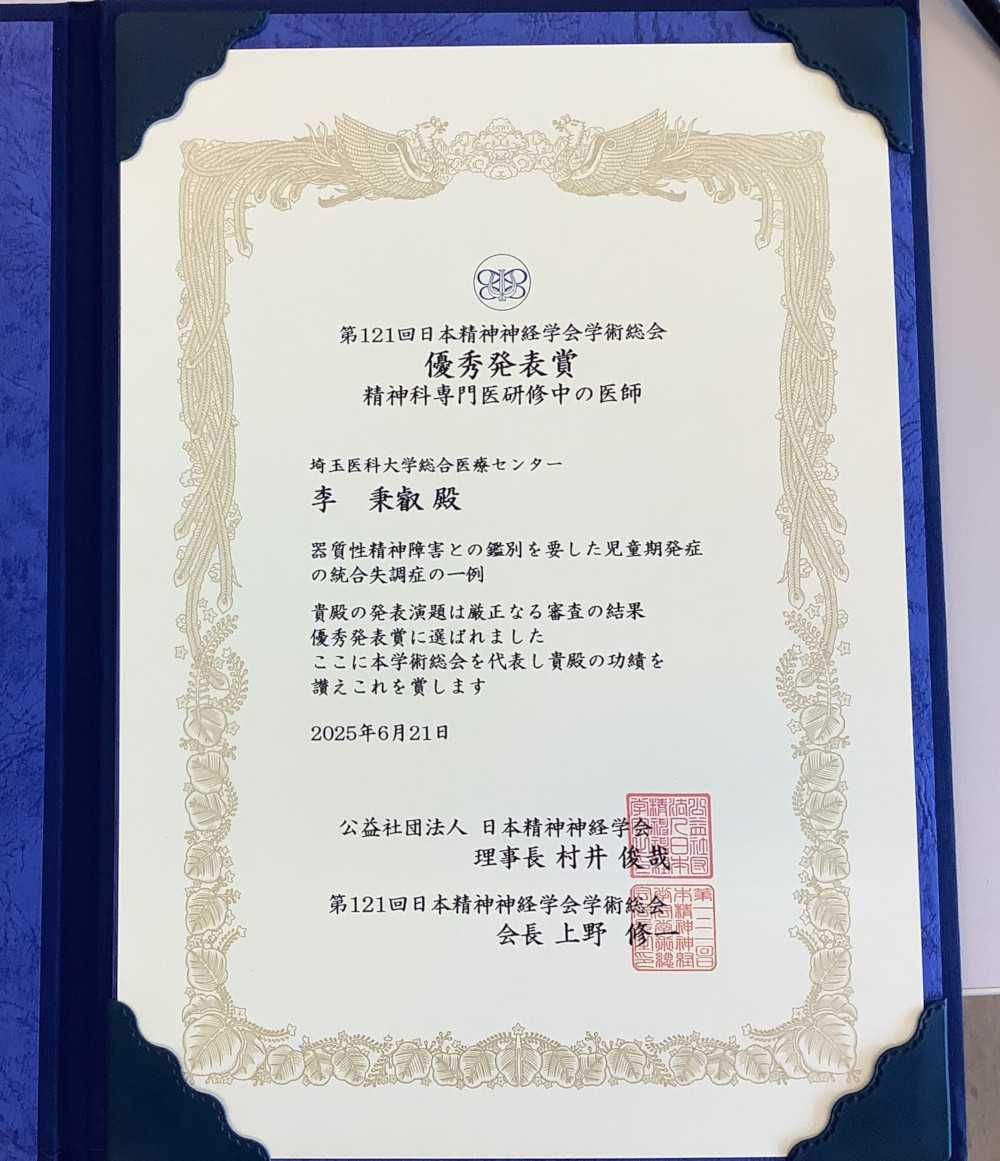 第121回日本精神神経学会学術総会
優秀発表賞
精神科専門医研修中の医師
埼玉医科大学総合医療センター
李 秉叡 殿
器質性精神障害との鑑別を要した児童期発症
の統合失調症の一例
貴殿の発表演題は厳正なる審査の結果
優秀発表賞に選ばれました
ここに本学術総会を代表し貴殿の功績を
讃えこれを賞します
2025年6月21日
公益社団法人 日本精神神経学会
理事長 村井 俊哉
第121回日本精神神経学会学術総会
会長 上野 修一